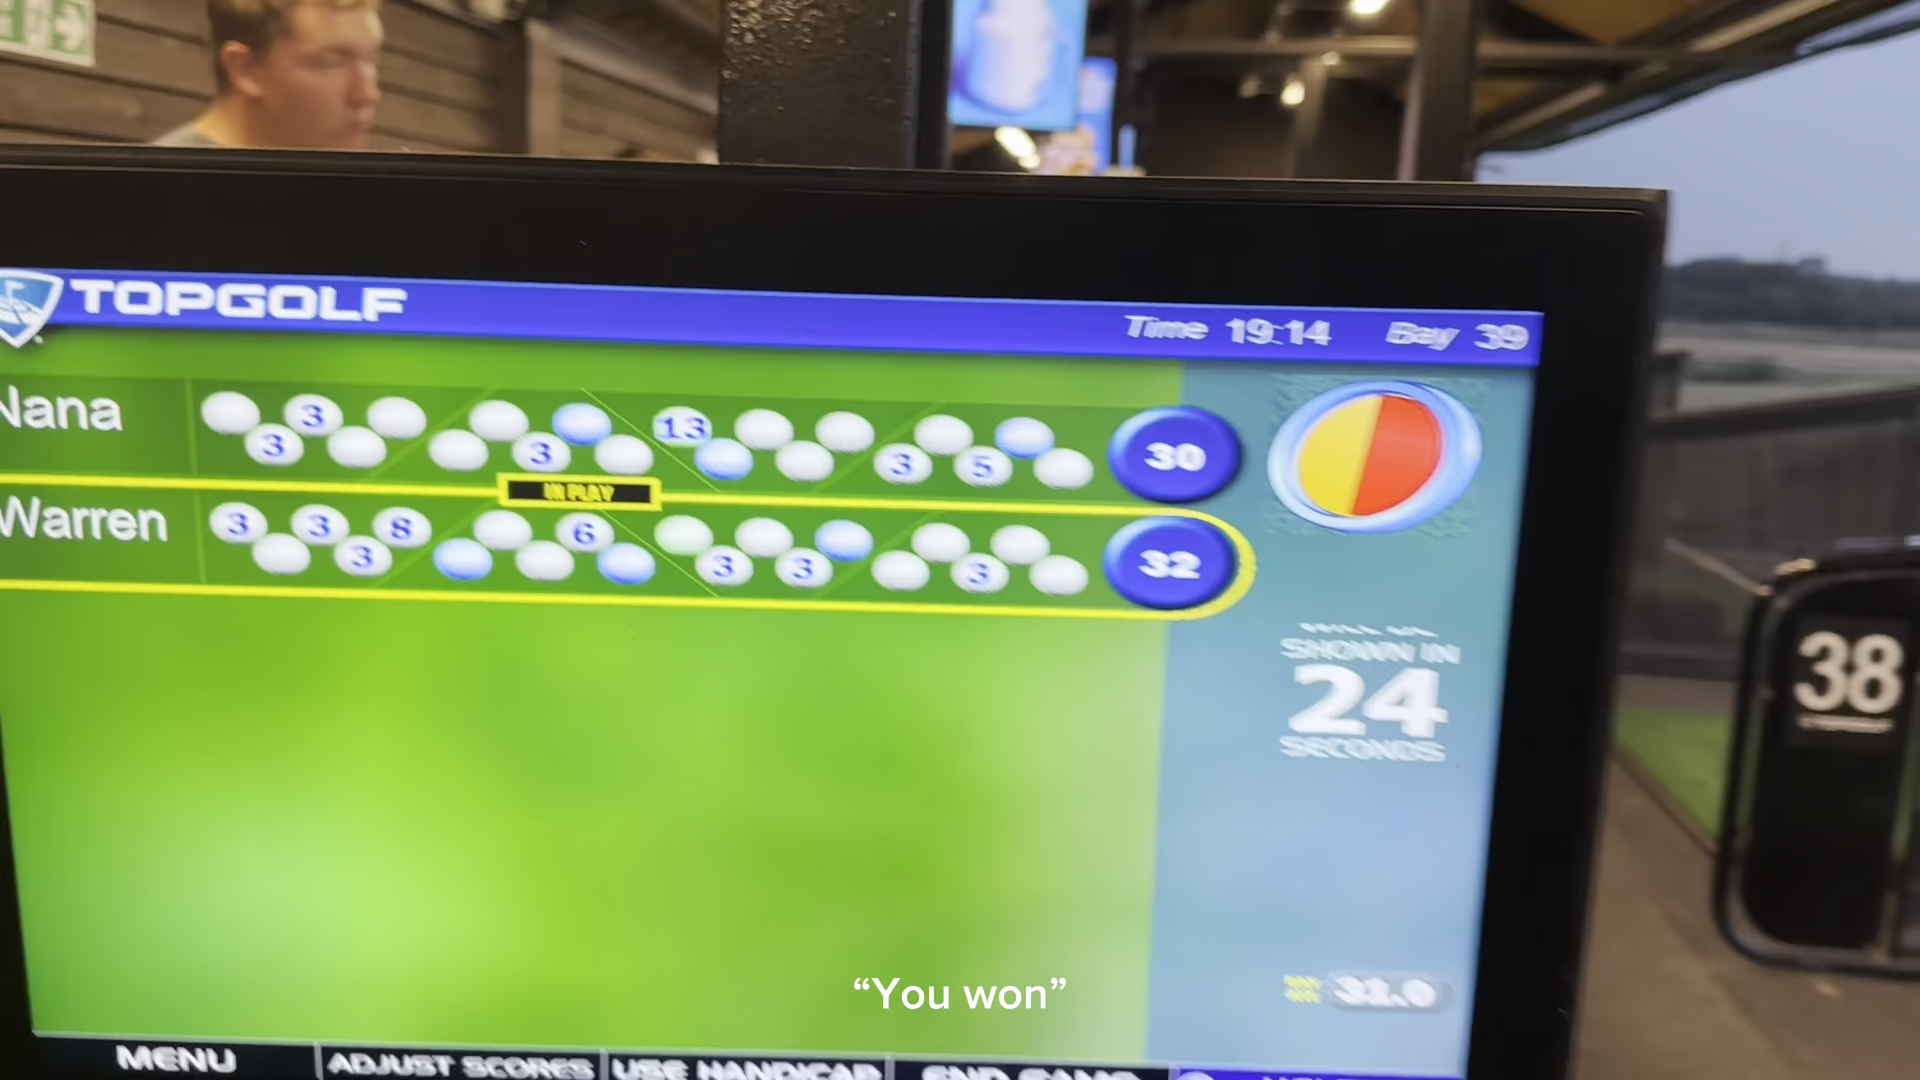 TOPGOLF
Time 19:14 Bay 39
Nana 3 3 3 13 3 5 30
IN PLAY
Warren 3 3 3 8 6 3 3 3 32
SHOWN IN
24
SECONDS
38
“You won”
MENU ADJUST SCORES USE HANDICAP END GAME